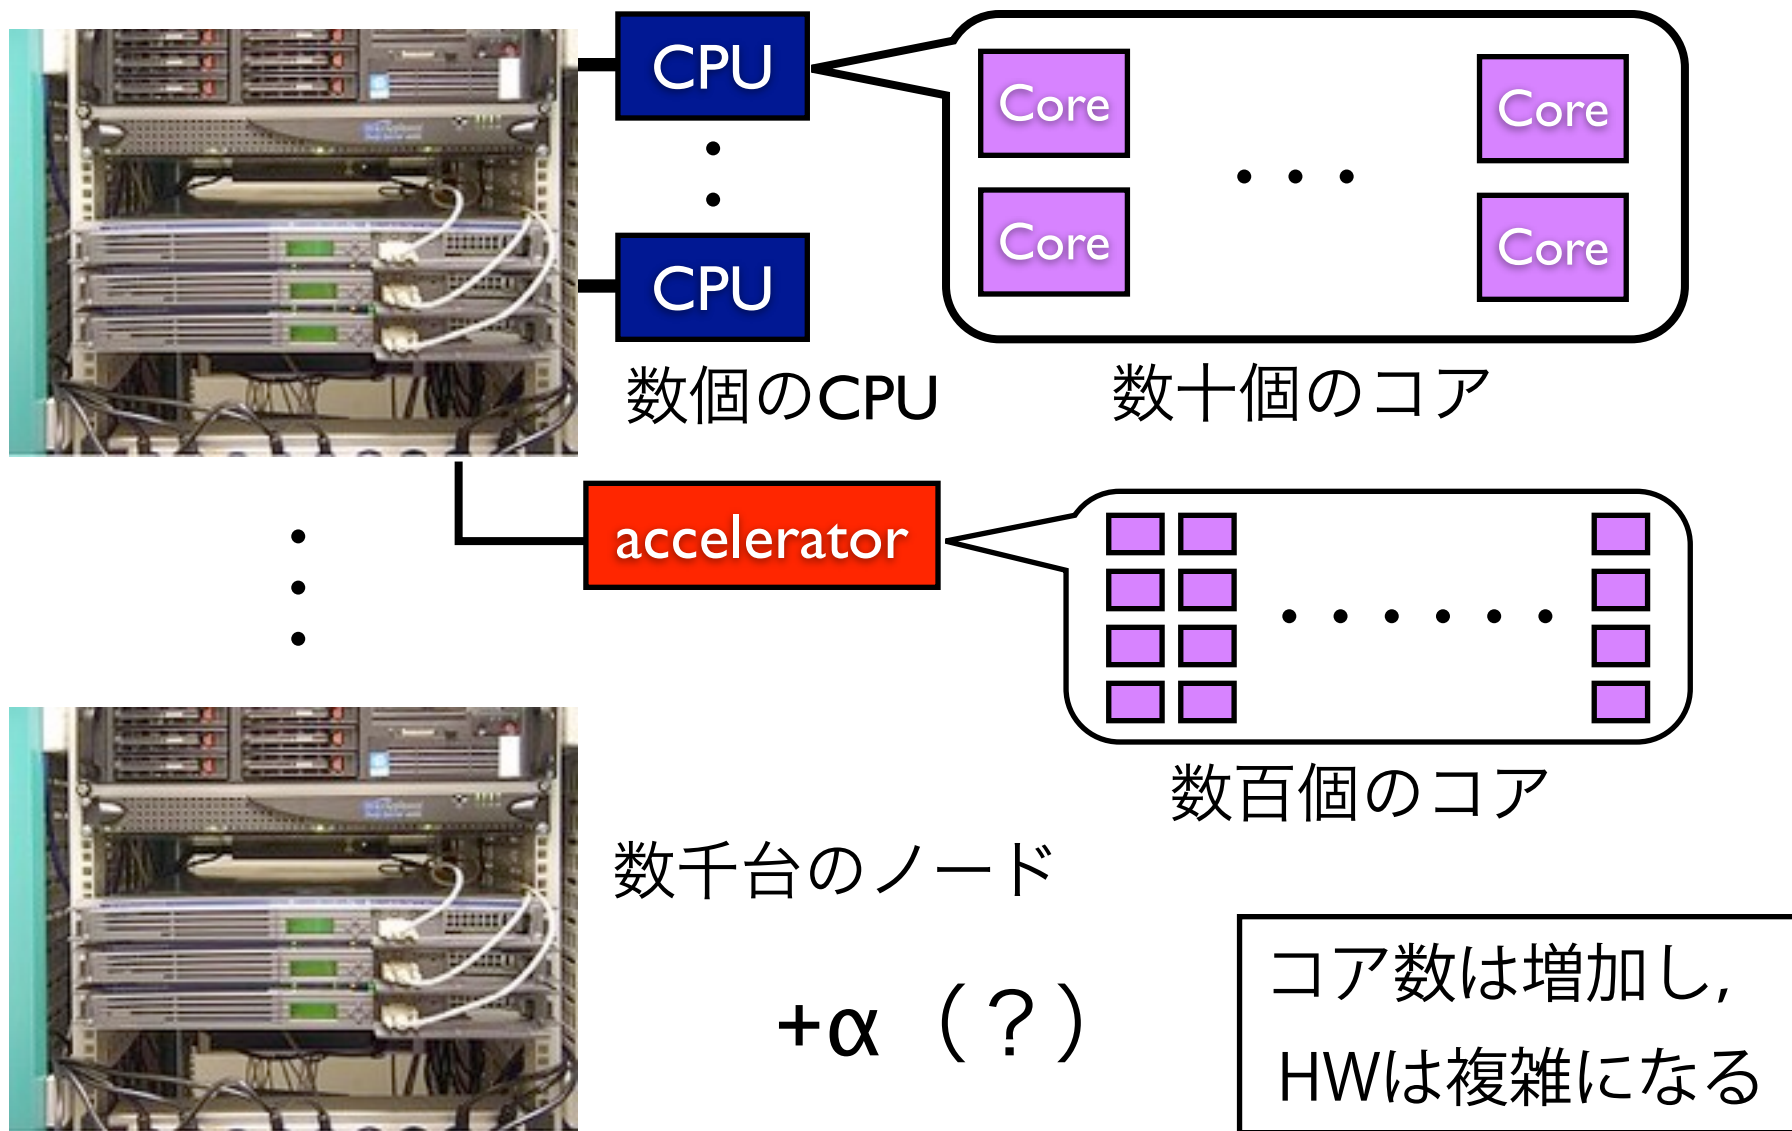 CPU
CPU
数個のCPU
Core
Core
Core
Core
数十個のコア
accelerator
数百個のコア
数千台のノード
+α（？）
コア数は増加し,
HWは複雑になる